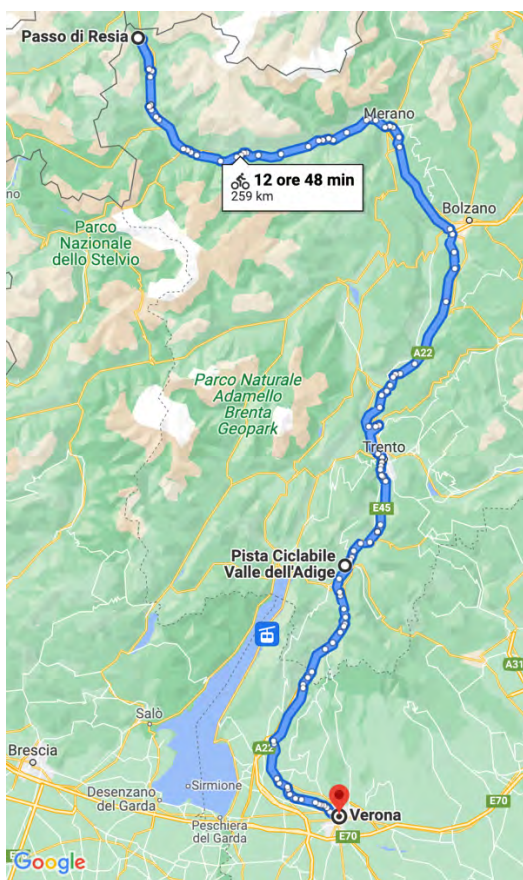 Passo di Resia
Merano
12 ore 48 min
259 km
Bolzano
Parco
Nazionale
dello Stelvio
A22
Parco Naturale
Adamello
Brenta
Geopark
Trento
E45
Pista Ciclabile
Valle dell'Adige
A31
Salò
A22
Brescia
Sirmione
Desenzano
del Garda
Verona
E70
Peschiera
del Garda
E70
Google